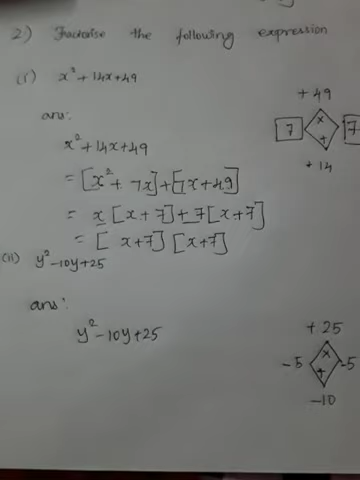 2) Factorise the following expression
(i) x² + 14x + 49
ans:
+ 49
7 × + 7
+ 14
x² + 14x + 49
= [x² + 7x] + [7x + 49]
= x [x + 7] + 7 [x + 7]
= [ x+7] [x+7]
(ii) y² - 10y + 25
ans:
y² - 10y + 25
+ 25
- 5 × + - 5
- 10